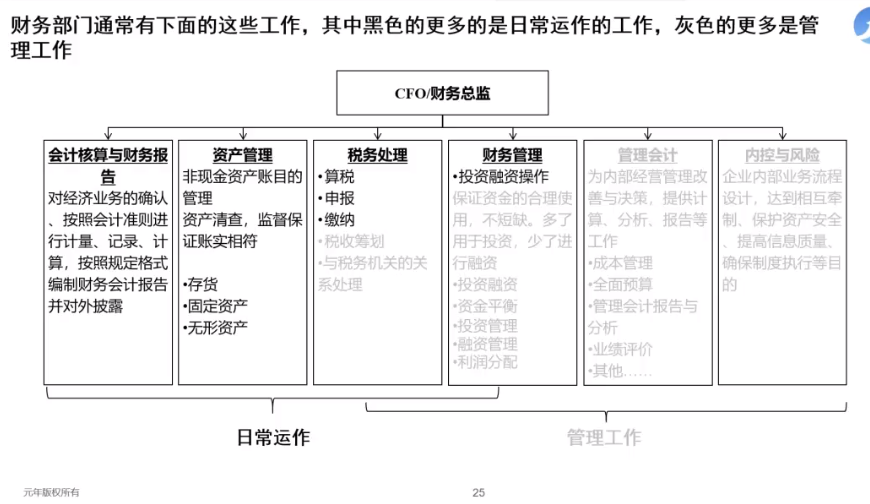 财务部门通常有下面的这些工作，其中黑色的更多的是日常运作的工作，灰色的更多是管
理工作
CFO/财务总监
会计核算与财务报
告
对经济业务的确认
、按照会计准则进
行计量、记录、计
算，按照规定格式
编制财务会计报告
并对外披露
资产管理
非现金资产账目的
管理
资产清查，监督保
证账实相符
•存货
•固定资产
•无形资产
税务处理
•算税
•申报
•缴纳
•税收筹划
•与税务机关的关
系处理
财务管理
•投资融资操作
保证资金的合理使
用，不短缺。多了
用于投资，少了进
行融资
•投资融资
•资金平衡
•投资管理
•融资管理
•利润分配
管理会计
为内部经营管理改
善与决策，提供计
算、分析、报告等
工作
•成本管理
•全面预算
•管理会计报告与
分析
•业绩评价
•其他……
内控与风险
企业内部业务流程
设计，达到相互牵
制、保护资产安全
、提高信息质量、
确保制度执行等目
的
日常运作
管理工作
元年版权所有
25